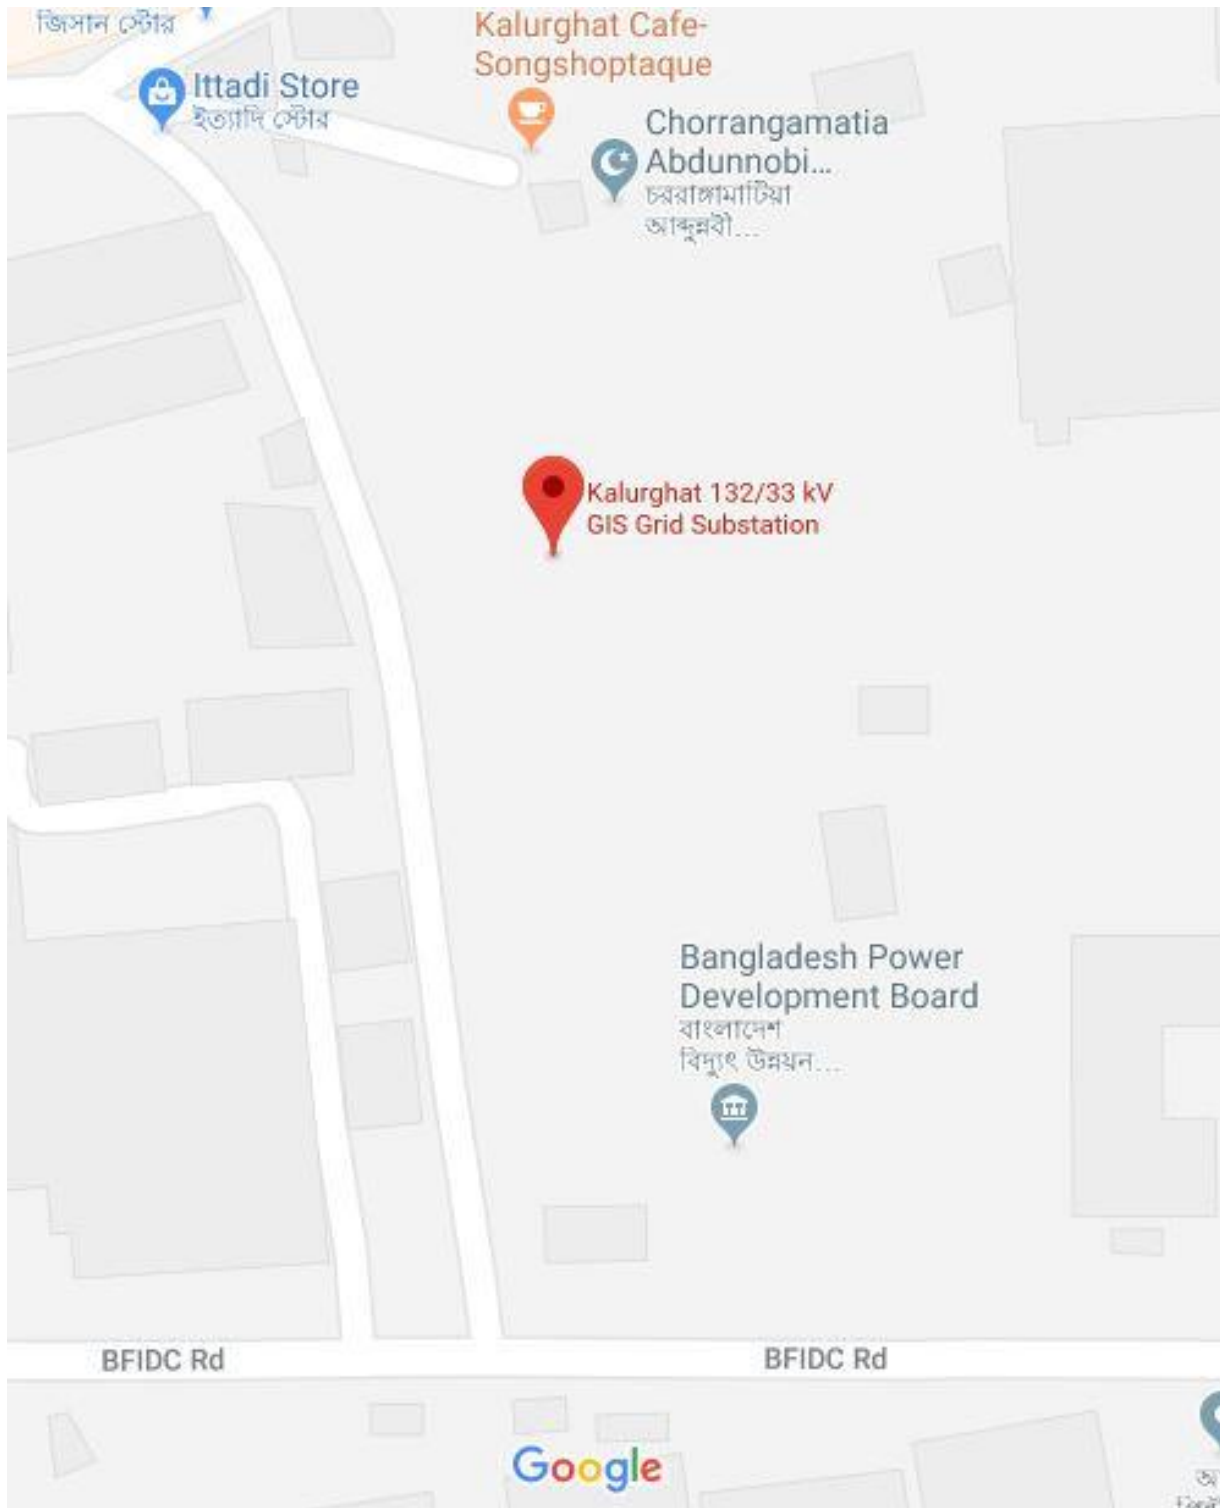 জিসান স্টোর
Kalurghat Cafe-
Songshoptaque
Ittadi Store
ইত্যাদি স্টোর
Chorrangamatia
Abdunnobi...
চররাঙ্গামাটিয়া
আব্দুন্নবী...
Kalurghat 132/33 kV
GIS Grid Substation
Bangladesh Power
Development Board
বাংলাদেশ
বিদ্যুৎ উন্নয়ন...
BFIDC Rd
BFIDC Rd
Google